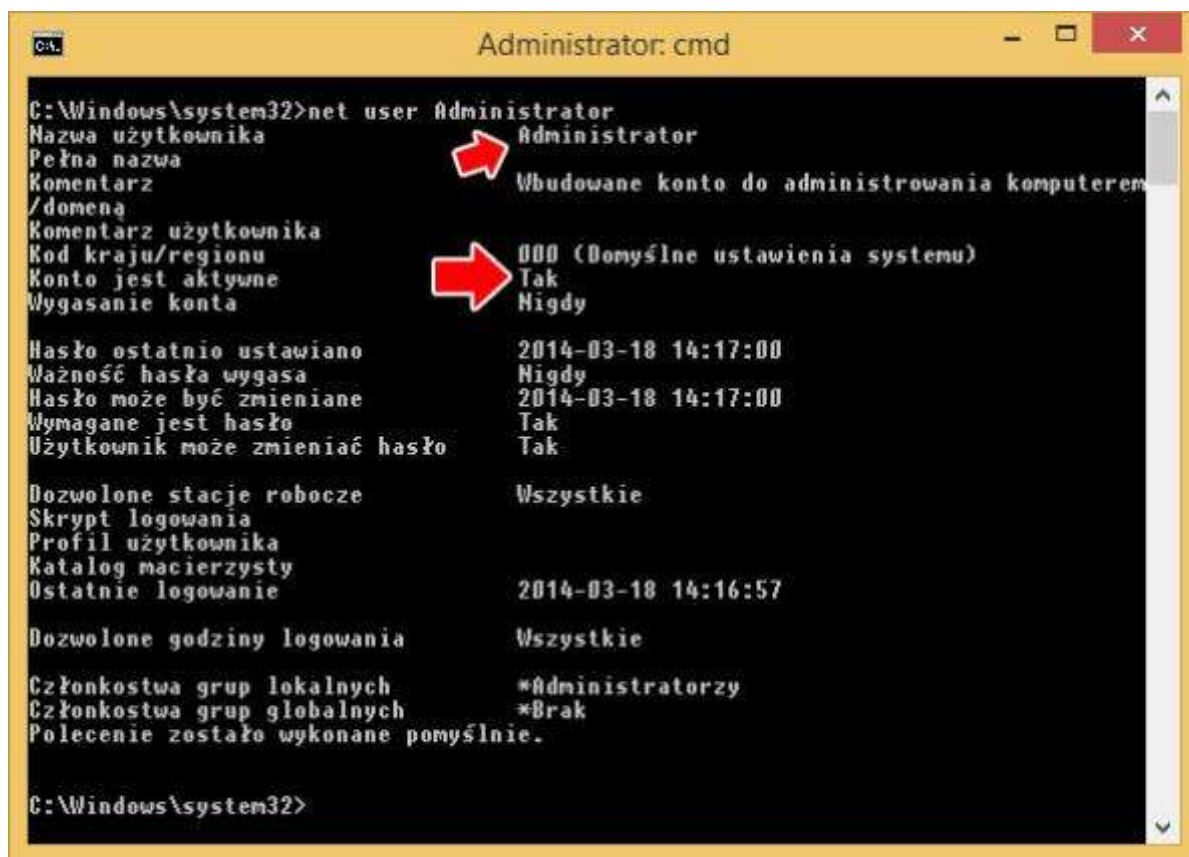 C:\.
Administrator: cmd
C:\Windows\system32>net user Administrator
Nazwa użytkownika Administrator
Pełna nazwa
Komentarz Wbudowane konto do administrowania komputerem
/domeną
Komentarz użytkownika
Kod kraju/regionu 000 (Domyślne ustawienia systemu)
Konto jest aktywne Tak
Wygasanie konta Nigdy
Hasło ostatnio ustawiano 2014-03-18 14:17:00
Ważność hasła wygasa Nigdy
Hasło może być zmieniane 2014-03-18 14:17:00
Wymagane jest hasło Tak
Użytkownik może zmieniać hasło Tak
Dozwolone stacje robocze Wszystkie
Skrypt logowania
Profil użytkownika
Katalog macierzysty
Ostatnie logowanie 2014-03-18 14:16:57
Dozwolone godziny logowania Wszystkie
Członkostwa grup lokalnych *Administratorzy
Członkostwa grup globalnych *Brak
Polecenie zostało wykonane pomyślnie.
C:\Windows\system32>